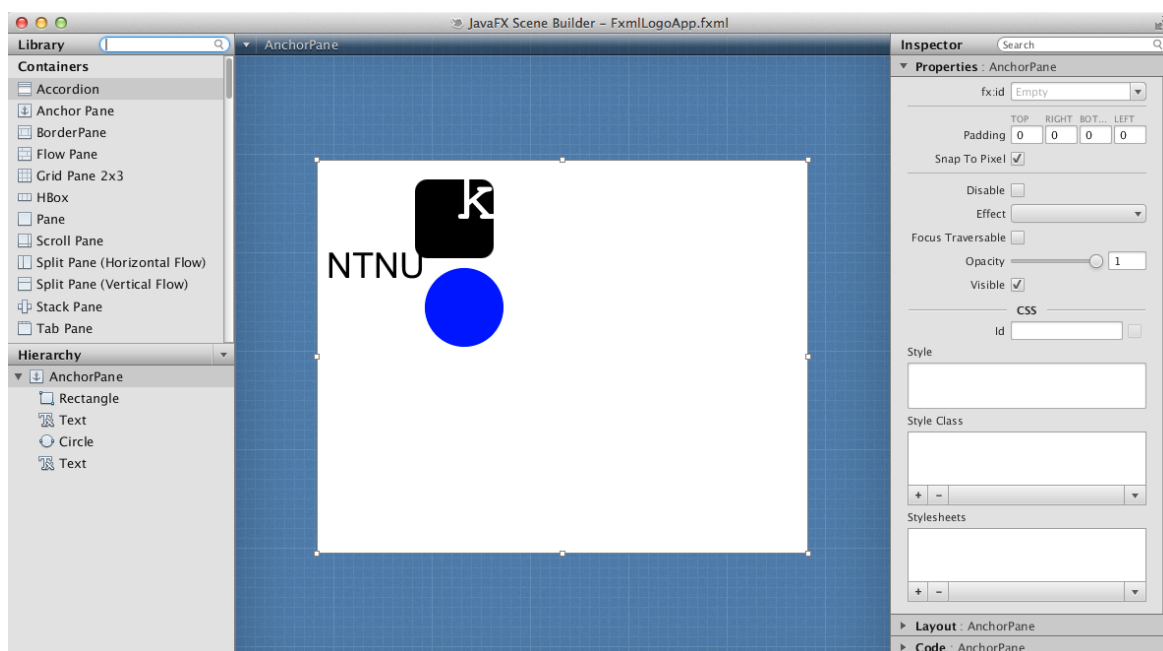 JavaFX Scene Builder – FxmlLogoApp.fxml
Library
AnchorPane
Containers
Accordion
Anchor Pane
BorderPane
Flow Pane
Grid Pane 2x3
HBox
Pane
Scroll Pane
Split Pane (Horizontal Flow)
Split Pane (Vertical Flow)
Stack Pane
Tab Pane
Hierarchy
AnchorPane
Rectangle
Text
Circle
Text
k
NTNU
Inspector
Search
Properties : AnchorPane
fx:id Empty
TOP RIGHT BOT... LEFT
Padding 0 0 0 0
Snap To Pixel
Disable
Effect
Focus Traversable
Opacity 1
Visible
CSS
Id
Style
Style Class
+ –
Stylesheets
+ –
Layout : AnchorPane
Code : AnchorPane